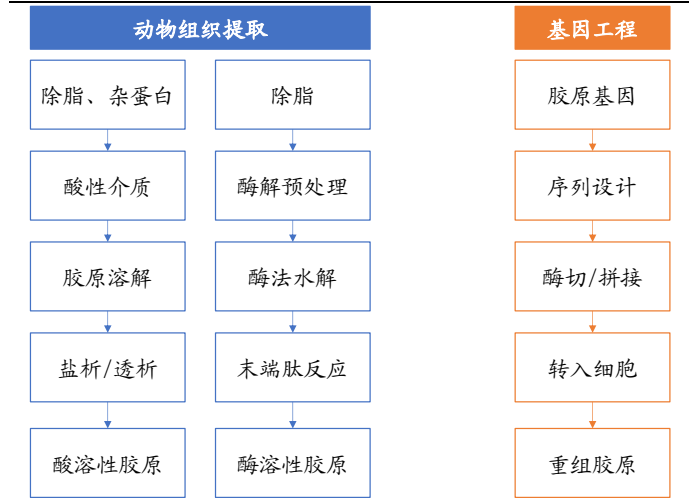 动物组织提取
基因工程
除脂、杂蛋白
除脂
胶原基因
酸性介质
酶解预处理
序列设计
胶原溶解
酶法水解
酶切/拼接
盐析/透析
末端肽反应
转入细胞
酸溶性胶原
酶溶性胶原
重组胶原